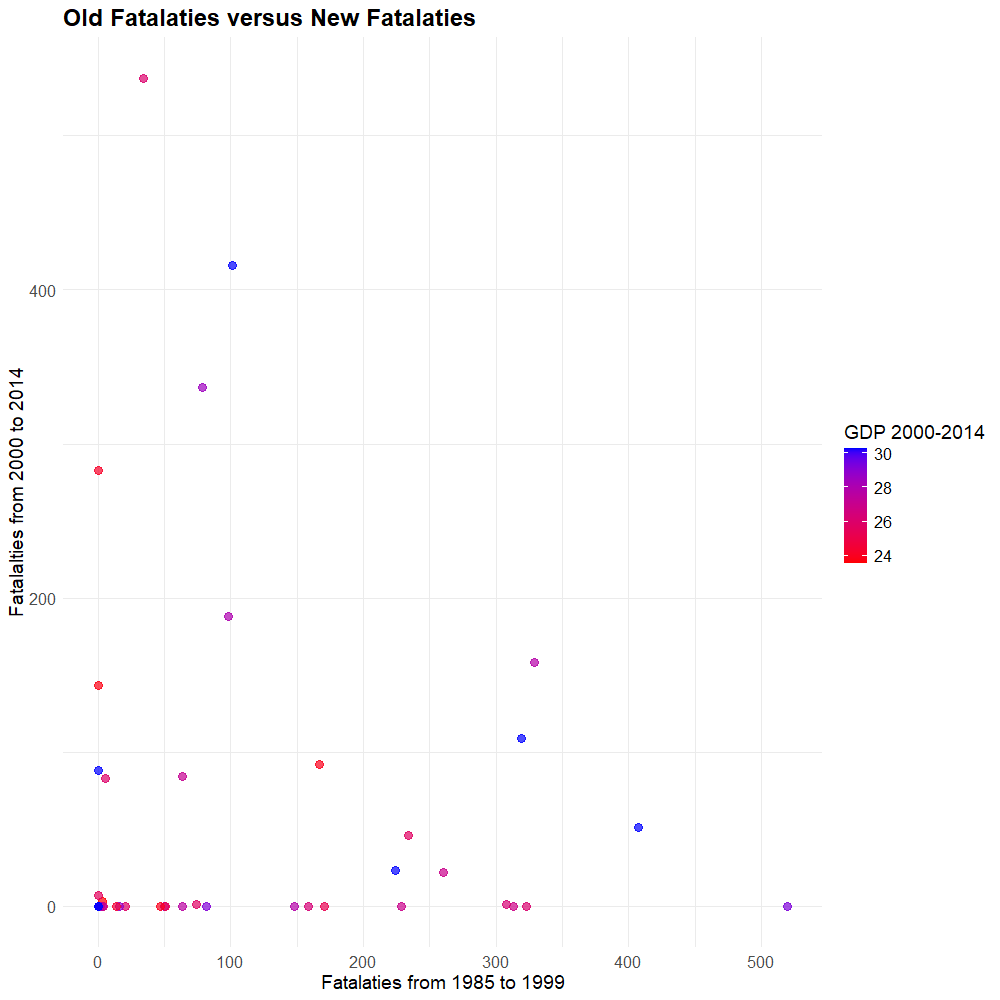 Old Fatalaties versus New Fatalaties
Fatalalties from 2000 to 2014
400
200
0
0 100 200 300 400 500
Fatalaties from 1985 to 1999
GDP 2000-2014
30
28
26
24